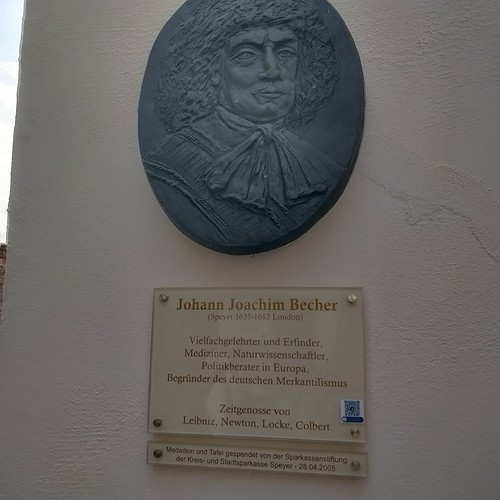 Johann Joachim Becher
(Speyer 1635-1682 London)
Vielfachgelehrter und Erfinder,
Mediziner, Naturwissenschaftler,
Politikberater in Europa,
Begründer des deutschen Merkantilismus
Zeitgenosse von
Leibniz, Newton, Locke, Colbert
Medaillon und Tafel gespendet von der Sparkassenstiftung
der Kreis- und Stadtsparkasse Speyer - 28.04.2005